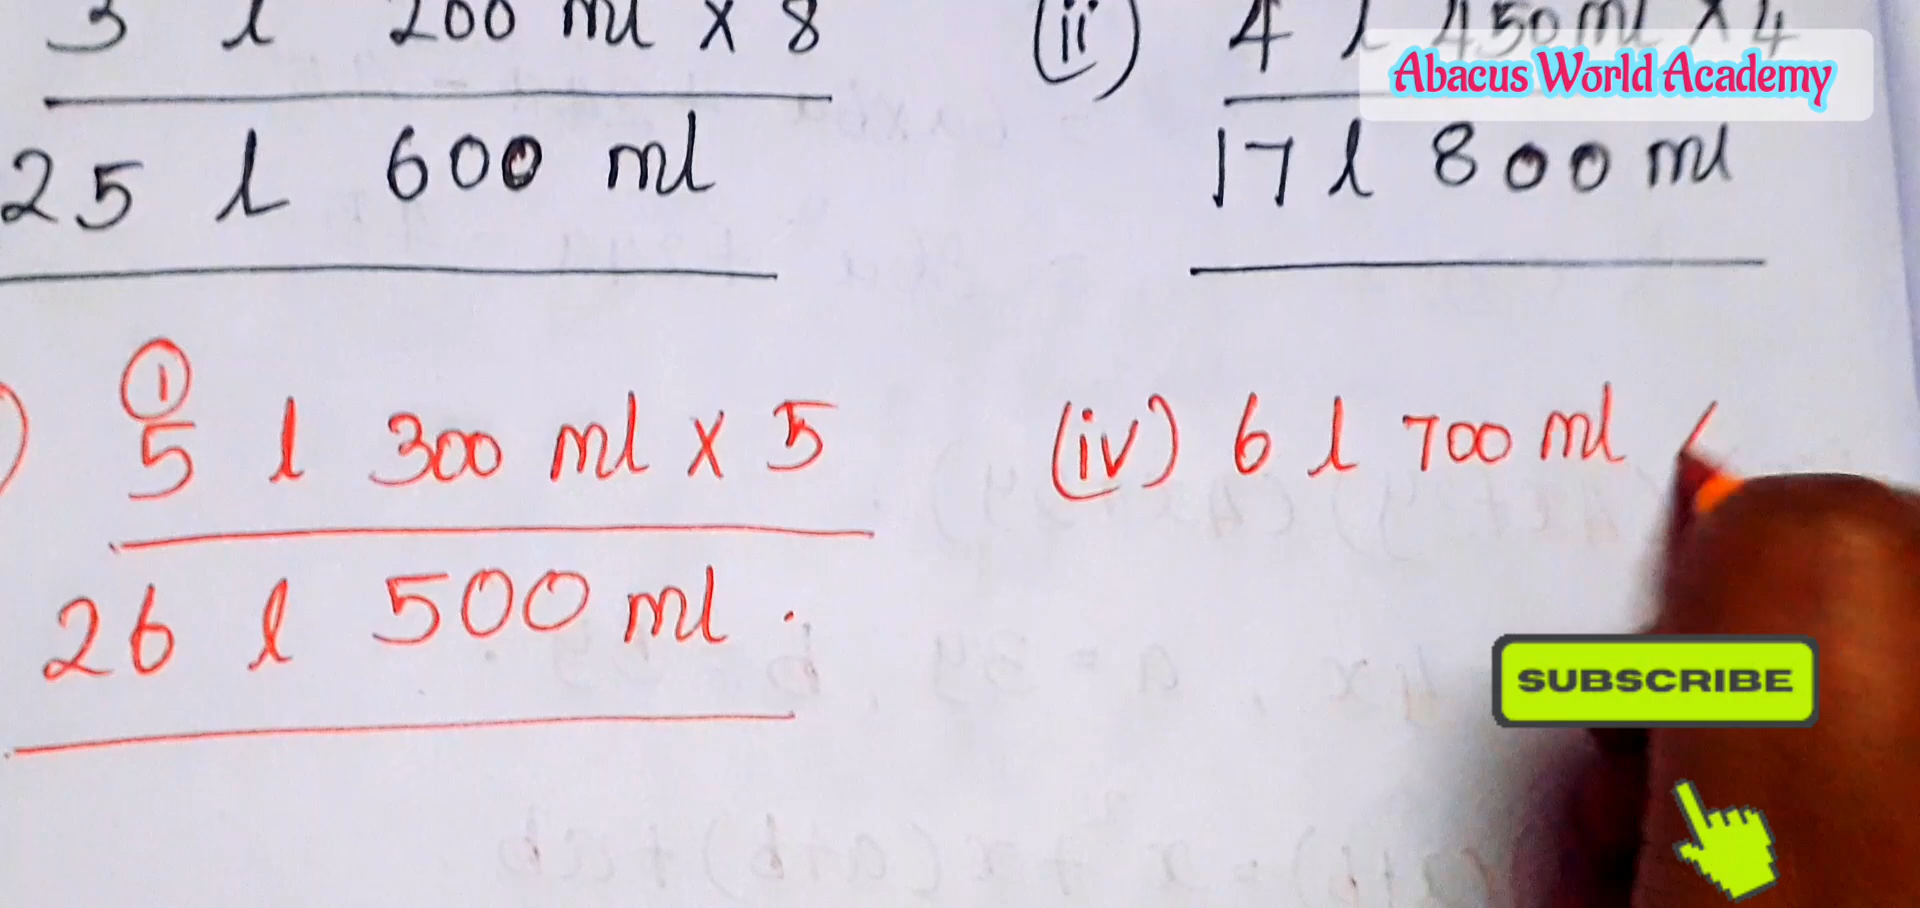 3 l 200 ml x 8
(ii) 4 l 450 ml x 4
Abacus World Academy
25 l 600 ml
17 l 800 ml
1
5 l 300 ml x 5
(iv) 6 l 700 ml
26 l 500 ml.
SUBSCRIBE